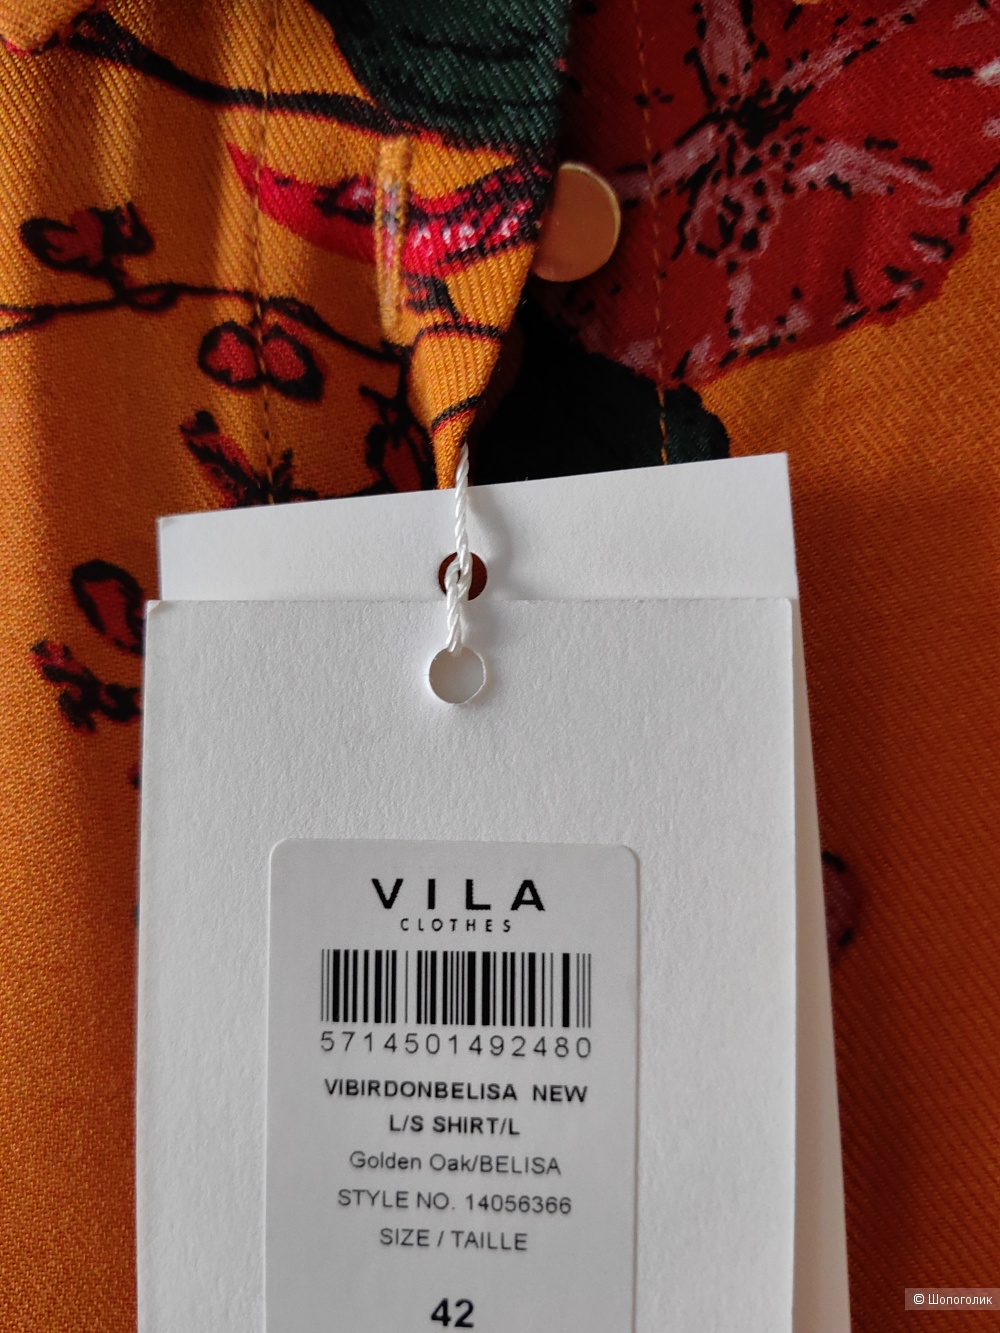 VILA
CLOTHES
5714501492480
VIBIRDONBELISA NEW
L/S SHIRT/L
Golden Oak/BELISA
STYLE NO. 14056366
SIZE / TAILLE
42
© Шопоголик